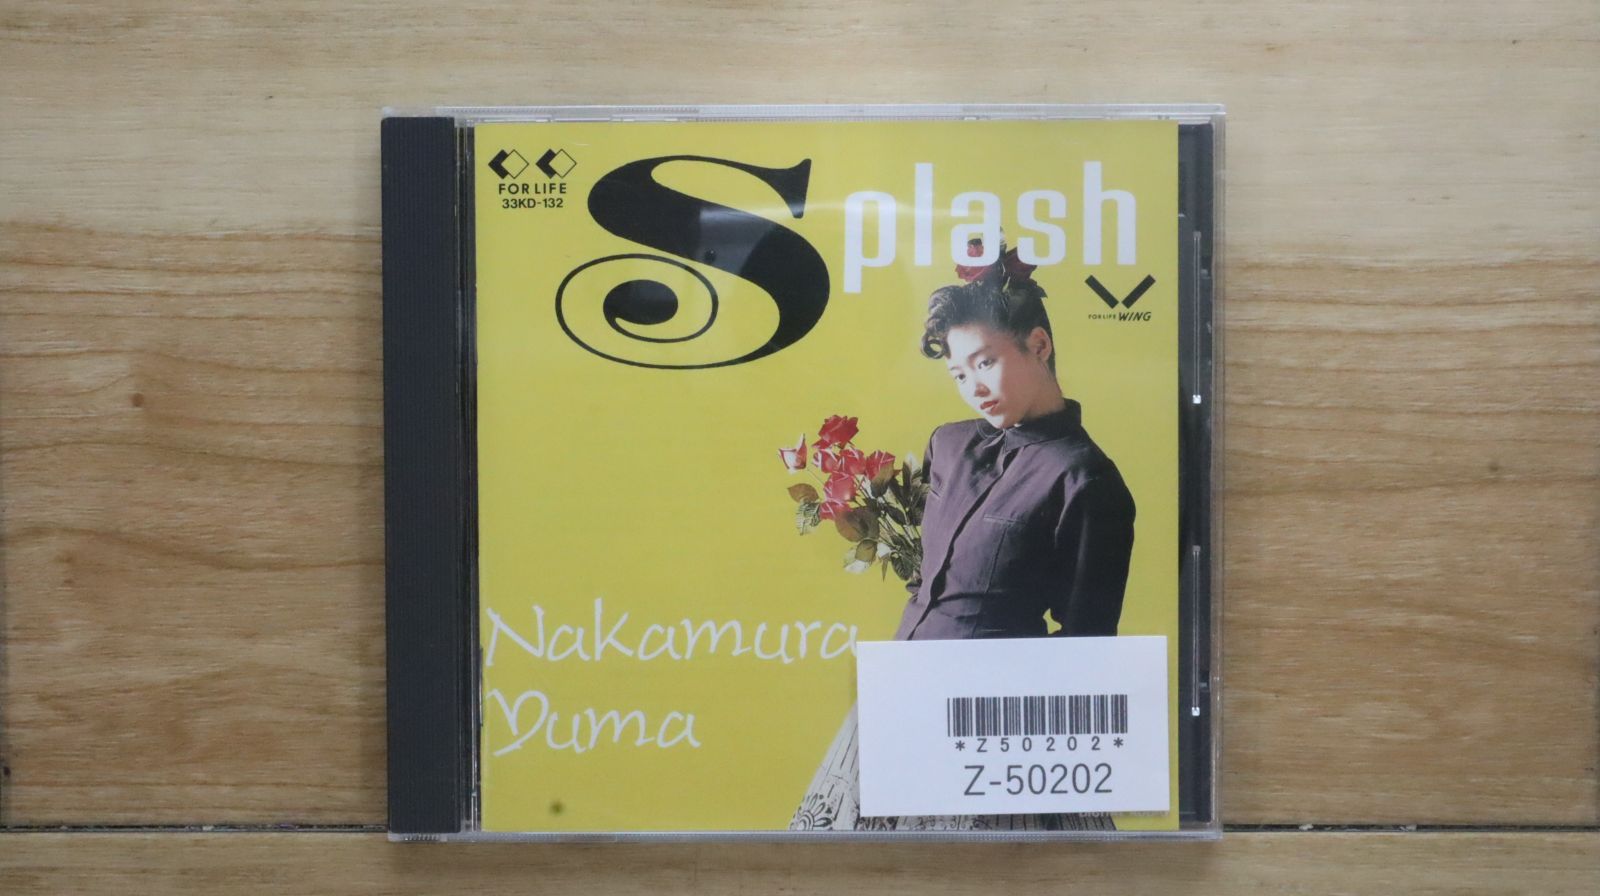 Splash
FOR LIFE
33KD-132
FOR LIFE WING
Nakamura
Yuma
*Z50202*
Z-50202